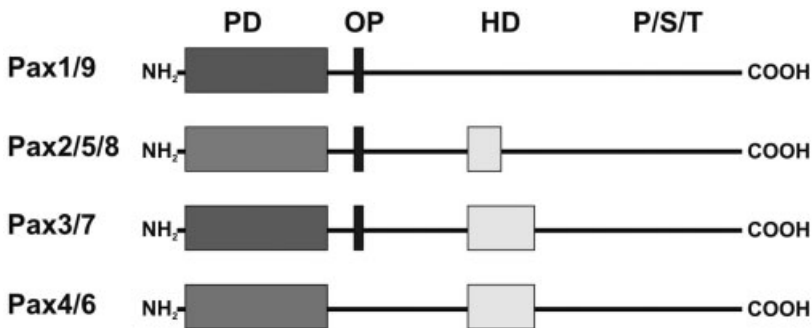 PD OP HD P/S/T
Pax1/9 NH2 COOH
Pax2/5/8 NH2 COOH
Pax3/7 NH2 COOH
Pax4/6 NH2 COOH